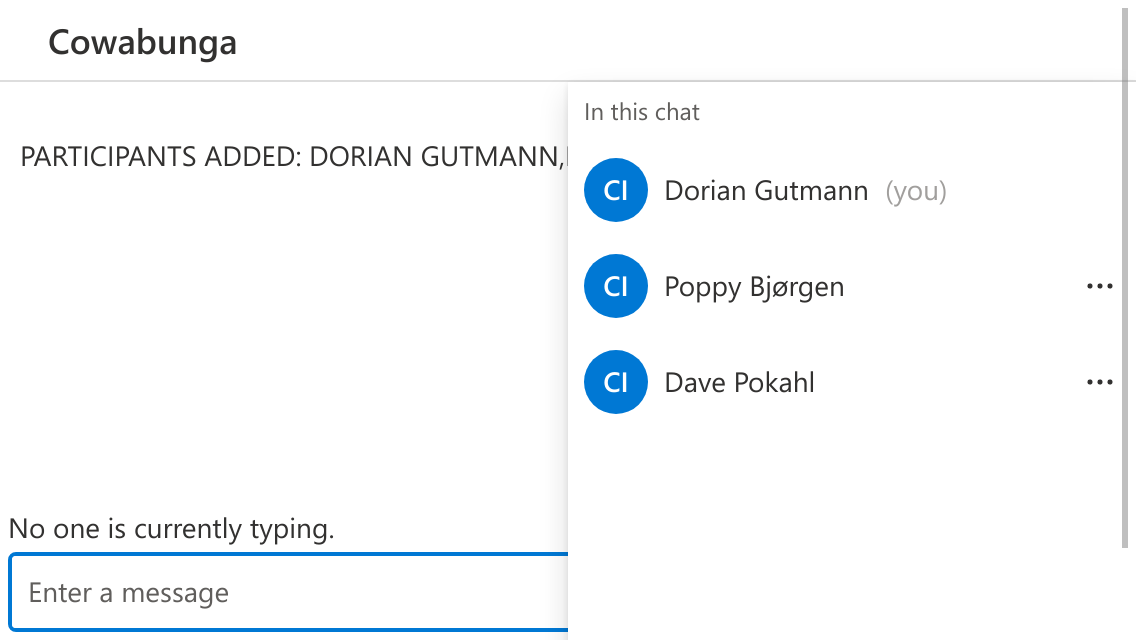 Cowabunga
PARTICIPANTS ADDED: DORIAN GUTMANN,
No one is currently typing.
Enter a message
In this chat
CI Dorian Gutmann (you)
CI Poppy Bjørgen
CI Dave Pokahl